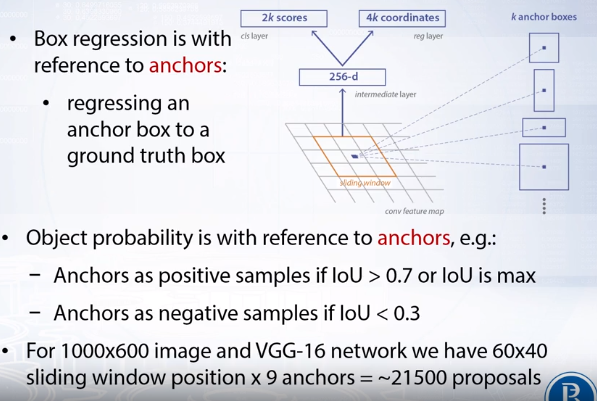 2k scores
4k coordinates
k anchor boxes
cls layer
reg layer
256-d
intermediate layer
sliding window
conv feature map
• Box regression is with
reference to anchors:
• regressing an
anchor box to a
ground truth box
• Object probability is with reference to anchors, e.g.:
– Anchors as positive samples if IoU > 0.7 or IoU is max
– Anchors as negative samples if IoU < 0.3
• For 1000x600 image and VGG-16 network we have 60x40
sliding window position x 9 anchors = ~21500 proposals